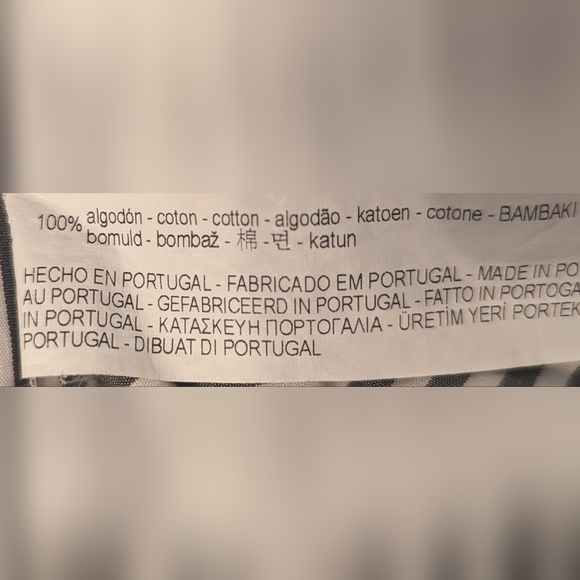 100% algodón - coton - cotton - algodão - katoen - cotone - BAMBAKI
bomuld - bombaž - 棉 - 면 - katun
HECHO EN PORTUGAL - FABRICADO EM PORTUGAL - MADE IN PO
AU PORTUGAL - GEFABRICEERD IN PORTUGAL - FATTO IN PORTOGA
IN PORTUGAL - ΚΑΤΑΣΚΕΥΗ ΠΟΡΤΟΓΑΛΙΑ - ÜRETİM YERİ PORTEK
PORTUGAL - DIBUAT DI PORTUGAL